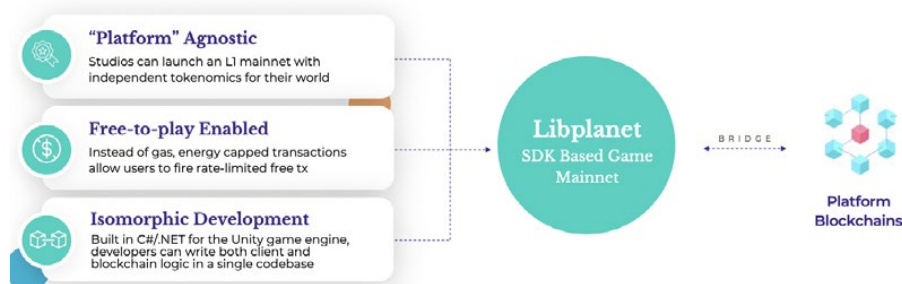 “Platform” Agnostic
Studios can launch an L1 mainnet with
independent tokenomics for their world
Free-to-play Enabled
Instead of gas, energy capped transactions
allow users to fire rate-limited free tx
Isomorphic Development
Built in C#/.NET for the Unity game engine,
developers can write both client and
blockchain logic in a single codebase
Libplanet
SDK Based Game
Mainnet
BRIDGE
Platform
Blockchains